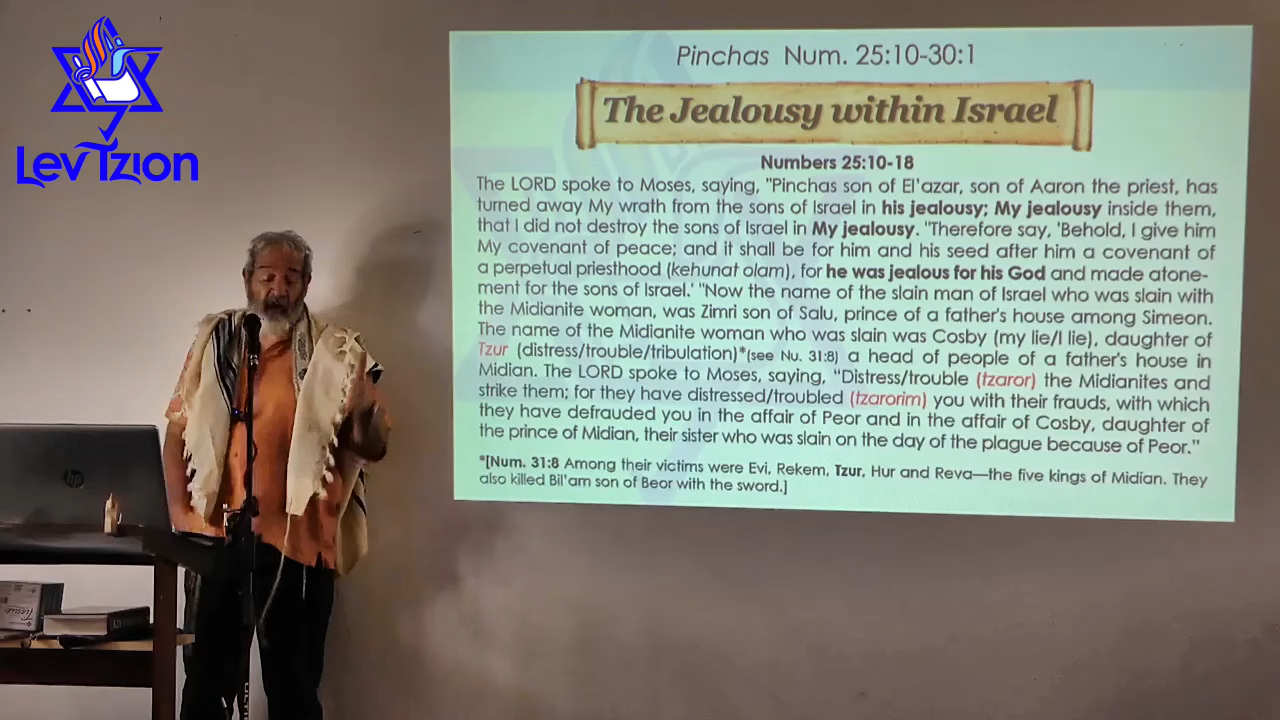 Lev Tzion
Pinchas Num. 25:10-30:1
The Jealousy within Israel
Numbers 25:10-18
The LORD spoke to Moses, saying, "Pinchas son of El'azar, son of Aaron the priest, has
turned away My wrath from the sons of Israel in his jealousy; My jealousy inside them,
that I did not destroy the sons of Israel in My jealousy. "Therefore say, 'Behold, I give him
My covenant of peace; and it shall be for him and his seed after him a covenant of
a perpetual priesthood (kehunat olam), for he was jealous for his God and made atone-
ment for the sons of Israel.' "Now the name of the slain man of Israel who was slain with
the Midianite woman, was Zimri son of Salu, prince of a father's house among Simeon.
The name of the Midianite woman who was slain was Cosby (my lie/I lie), daughter of
Tzur (distress/trouble/tribulation)*(see Nu. 31:8) a head of people of a father's house in
Midian. The LORD spoke to Moses, saying, "Distress/trouble (tzaror) the Midianites and
strike them; for they have distressed/troubled (tzarorim) you with their frauds, with which
they have defrauded you in the affair of Peor and in the affair of Cosby, daughter of
the prince of Midian, their sister who was slain on the day of the plague because of Peor."
*[Num. 31:8 Among their victims were Evi, Rekem, Tzur, Hur and Reva—the five kings of Midian. They
also killed Bil'am son of Beor with the sword.]
hp
Tissue